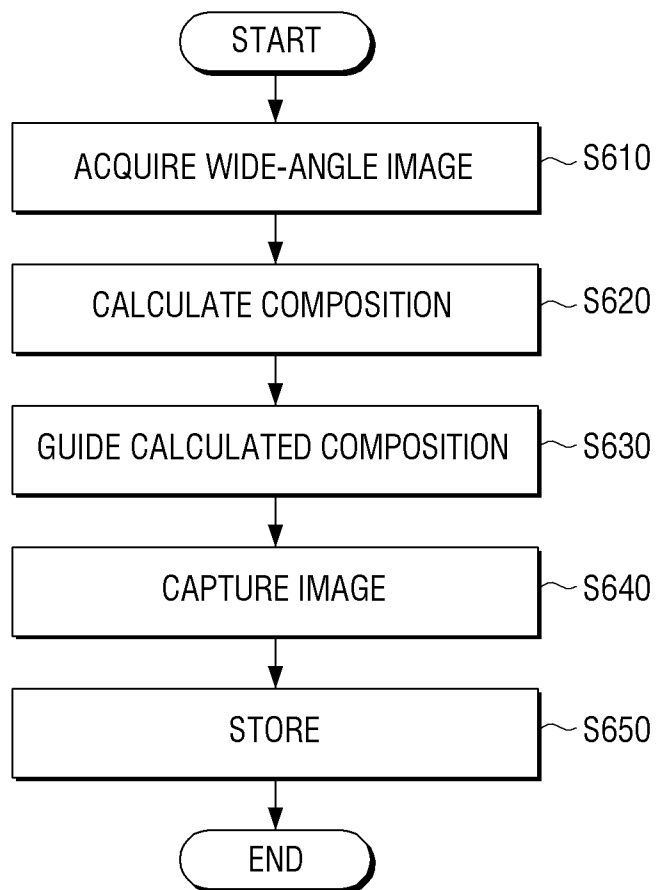 START
ACQUIRE WIDE-ANGLE IMAGE
S610
CALCULATE COMPOSITION
S620
GUIDE CALCULATED COMPOSITION
S630
CAPTURE IMAGE
S640
STORE
S650
END